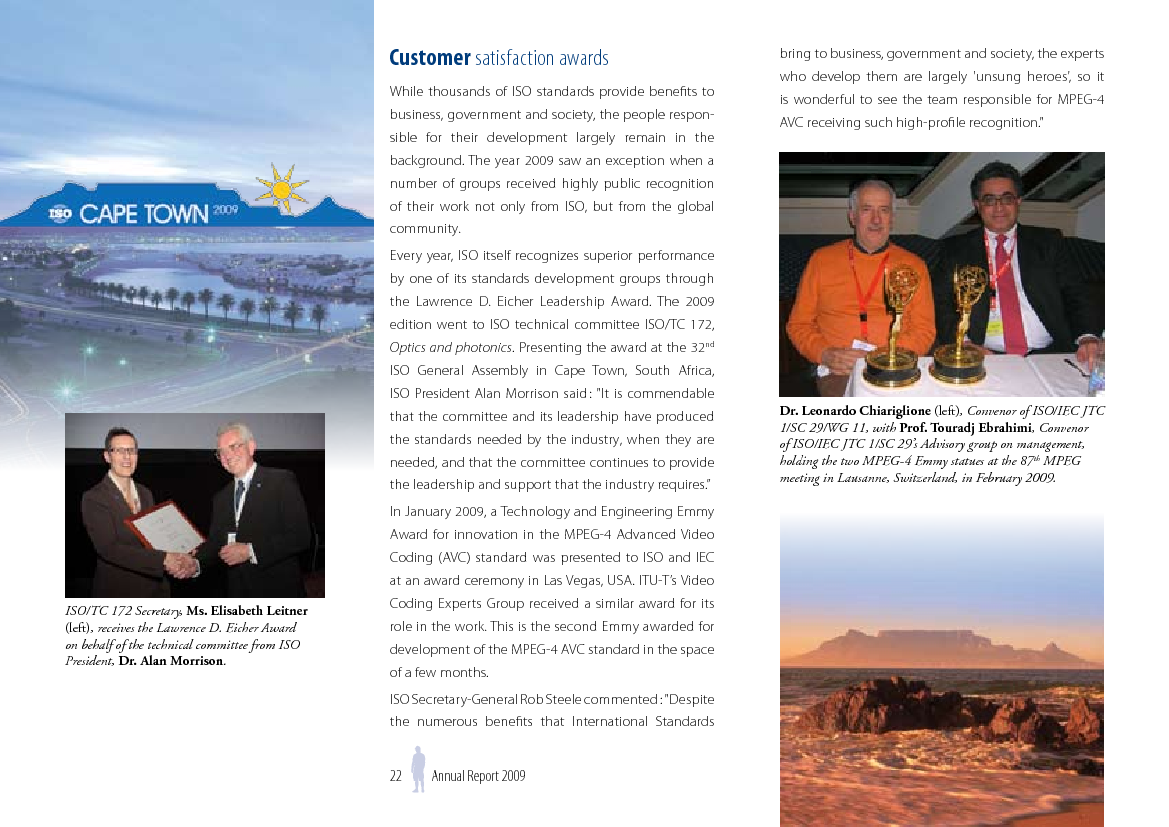 ISO CAPE TOWN 2009
ISO/TC 172 Secretary, Ms. Elisabeth Leitner
(left), receives the Lawrence D. Eicher Award
on behalf of the technical committee from ISO
President, Dr. Alan Morrison.
Customer satisfaction awards
While thousands of ISO standards provide benefits to
business, government and society, the people respon-
sible for their development largely remain in the
background. The year 2009 saw an exception when a
number of groups received highly public recognition
of their work not only from ISO, but from the global
community.
Every year, ISO itself recognizes superior performance
by one of its standards development groups through
the Lawrence D. Eicher Leadership Award. The 2009
edition went to ISO technical committee ISO/TC 172,
Optics and photonics. Presenting the award at the 32nd
ISO General Assembly in Cape Town, South Africa,
ISO President Alan Morrison said : "It is commendable
that the committee and its leadership have produced
the standards needed by the industry, when they are
needed, and that the committee continues to provide
the leadership and support that the industry requires."
In January 2009, a Technology and Engineering Emmy
Award for innovation in the MPEG-4 Advanced Video
Coding (AVC) standard was presented to ISO and IEC
at an award ceremony in Las Vegas, USA. ITU-T's Video
Coding Experts Group received a similar award for its
role in the work. This is the second Emmy awarded for
development of the MPEG-4 AVC standard in the space
of a few months.
ISO Secretary-General Rob Steele commented : "Despite
the numerous benefits that International Standards
bring to business, government and society, the experts
who develop them are largely 'unsung heroes', so it
is wonderful to see the team responsible for MPEG-4
AVC receiving such high-profile recognition."
Dr. Leonardo Chiariglione (left), Convenor of ISO/IEC JTC
1/SC 29/WG 11, with Prof. Touradj Ebrahimi, Convenor
of ISO/IEC JTC 1/SC 29's Advisory group on management,
holding the two MPEG-4 Emmy statues at the 87th MPEG
meeting in Lausanne, Switzerland, in February 2009.
22 Annual Report 2009